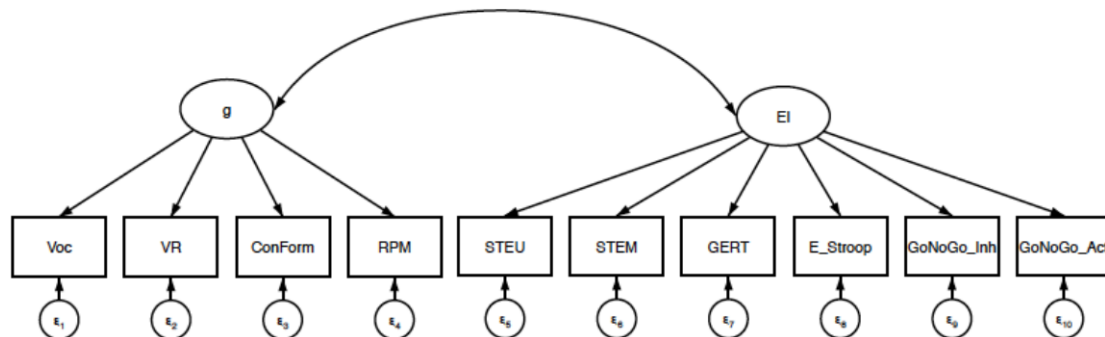 g
EI
Voc VR ConForm RPM STEU STEM GERT E_Stroop GoNoGo_Inh GoNoGo_Act
ε1 ε2 ε3 ε4 ε5 ε6 ε7 ε8 ε9 ε10